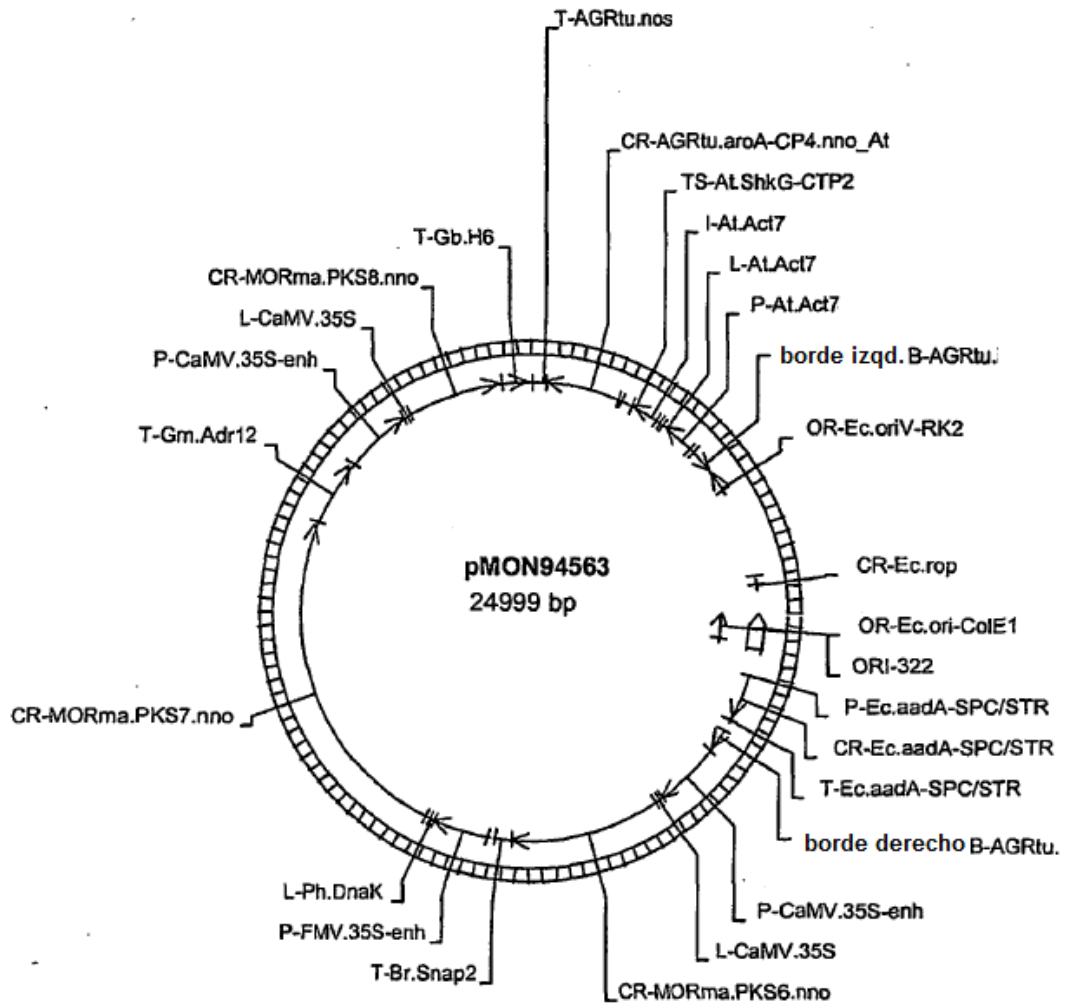 T-AGRtu.nos
CR-AGRtu.aroA-CP4.nno_At
TS-At.ShkG-CTP2
I-At.Act7
L-At.Act7
P-At.Act7
borde izqd. B-AGRtu.
OR-Ec.oriV-RK2
CR-Ec.rop
OR-Ec.ori-ColE1
ORI-322
P-Ec.aadA-SPC/STR
CR-Ec.aadA-SPC/STR
T-Ec.aadA-SPC/STR
borde derecho B-AGRtu.
P-CaMV.35S-enh
L-CaMV.35S
CR-MORma.PKS6.nno
T-Br.Snap2
P-FMV.35S-enh
L-Ph.DnaK
CR-MORma.PKS7.nno
T-Gm.Adr12
P-CaMV.35S-enh
L-CaMV.35S
CR-MORma.PKS8.nno
T-Gb.H6
pMON94563
24999 bp